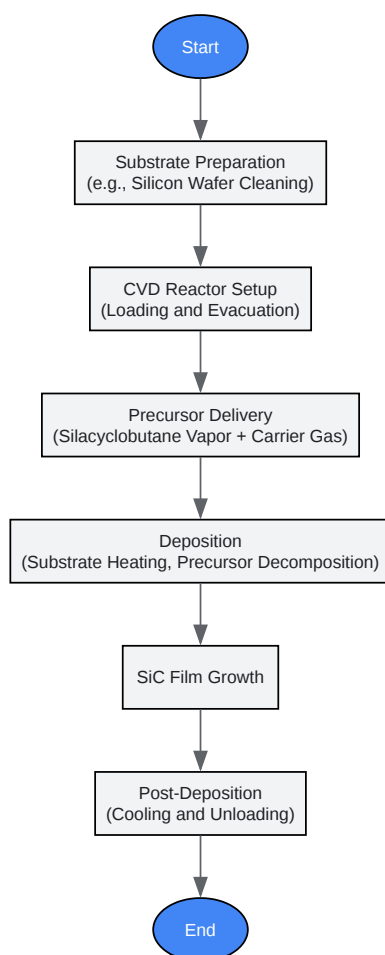 Start
Substrate Preparation
(e.g., Silicon Wafer Cleaning)
CVD Reactor Setup
(Loading and Evacuation)
Precursor Delivery
(Silacyclobutane Vapor + Carrier Gas)
Deposition
(Substrate Heating, Precursor Decomposition)
SiC Film Growth
Post-Deposition
(Cooling and Unloading)
End